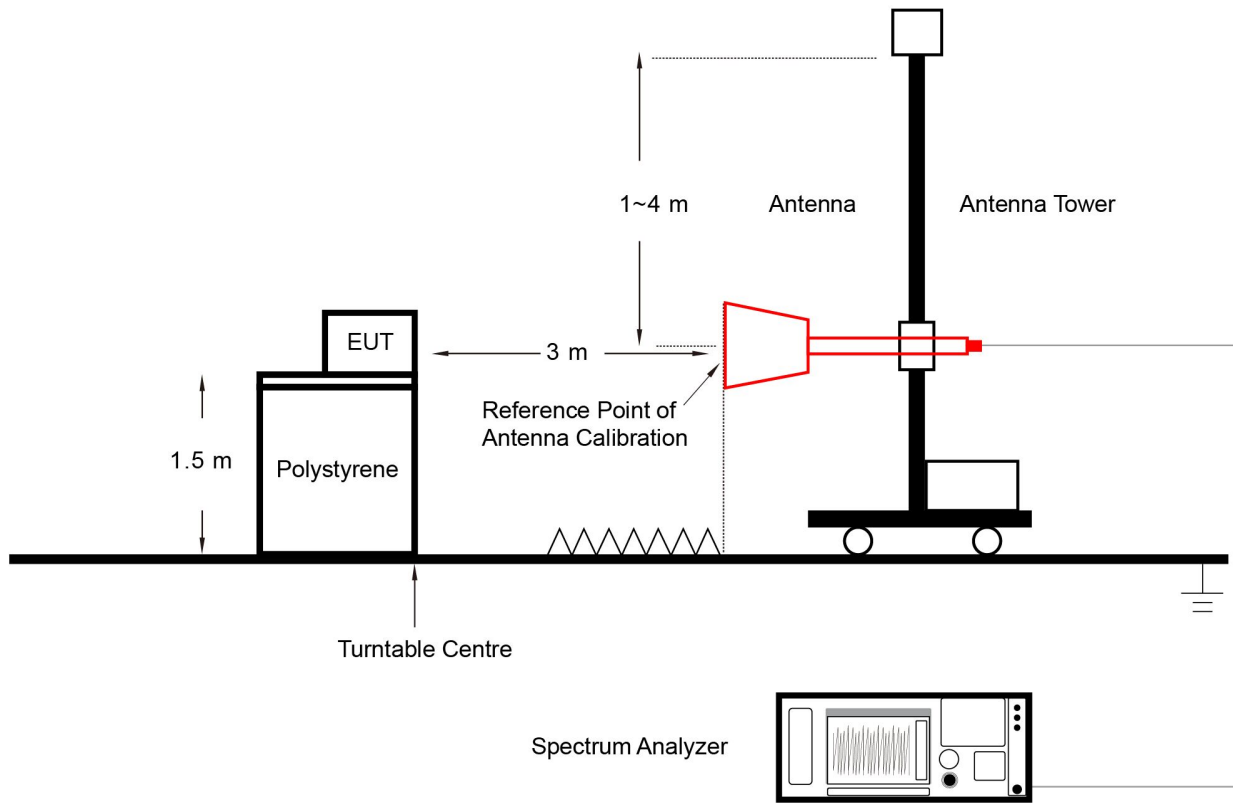 1~4 m
Antenna
Antenna Tower
EUT
3 m
Reference Point of
Antenna Calibration
1.5 m
Polystyrene
Turntable Centre
Spectrum Analyzer